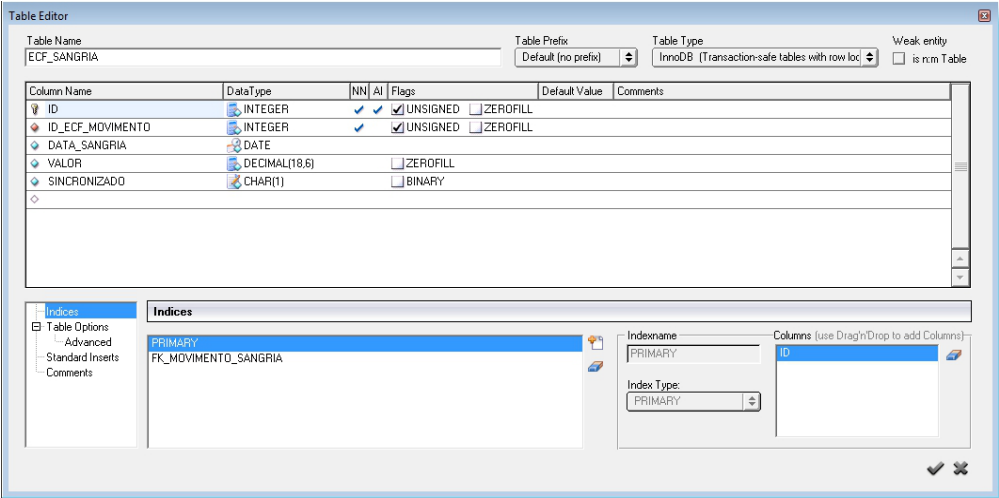 Table Editor
Table Name
Table Prefix
Table Type
Weak entity
ECF_SANGRIA
Default (no prefix)
InnoDB (Transaction-safe tables with row loc
is n:m Table
Column Name DataType NN AI Flags Default Value Comments
ID INTEGER UNSIGNED ZEROFILL
ID_ECF_MOVIMENTO INTEGER UNSIGNED ZEROFILL
DATA_SANGRIA DATE
VALOR DECIMAL(18,6) ZEROFILL
SINCRONIZADO CHAR(1) BINARY
Indices
Table Options
Advanced
Standard Inserts
Comments
Indices
PRIMARY
FK_MOVIMENTO_SANGRIA
Indexname
PRIMARY
Index Type:
PRIMARY
Columns (use Drag'n'Drop to add Columns)
ID